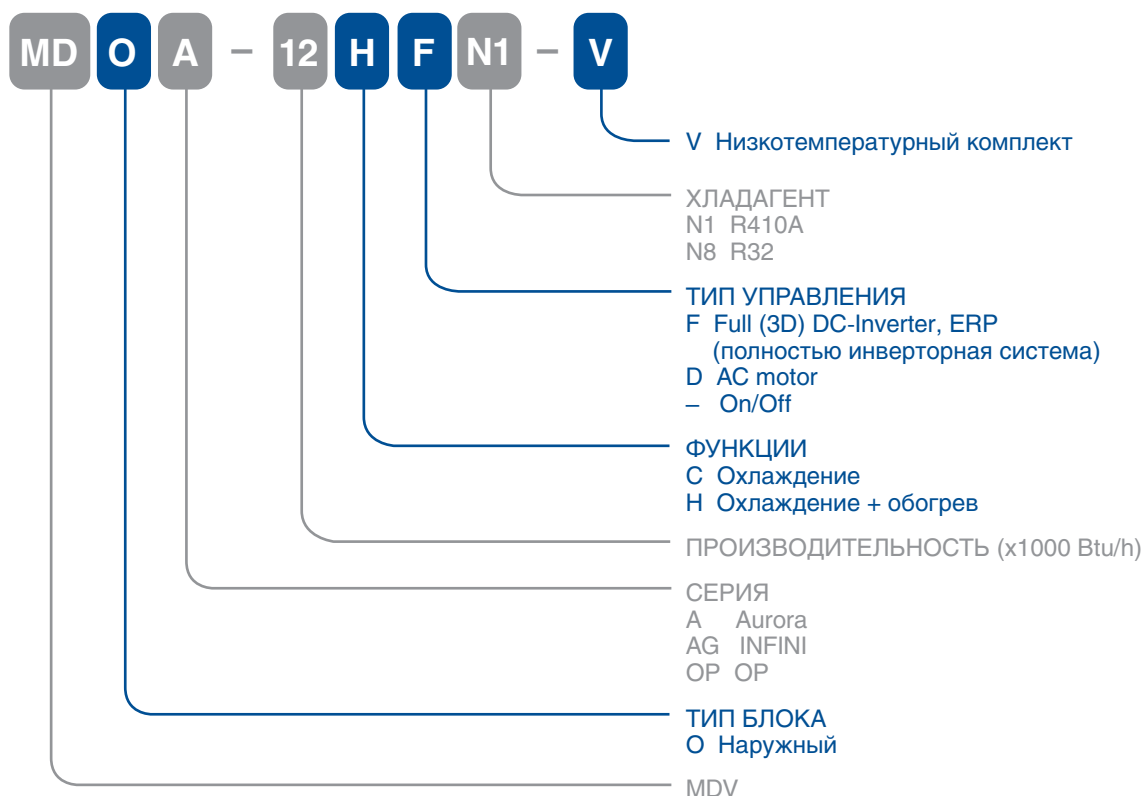 MD O A – 12 H F N1 – V
V Низкотемпературный комплект
ХЛАДАГЕНТ
N1 R410A
N8 R32
ТИП УПРАВЛЕНИЯ
F Full (3D) DC-Inverter, ERP
(полностью инверторная система)
D AC motor
– On/Off
ФУНКЦИИ
C Охлаждение
H Охлаждение + обогрев
ПРОИЗВОДИТЕЛЬНОСТЬ (x1000 Btu/h)
СЕРИЯ
A Aurora
AG INFINI
OP OP
ТИП БЛОКА
O Наружный
MDV